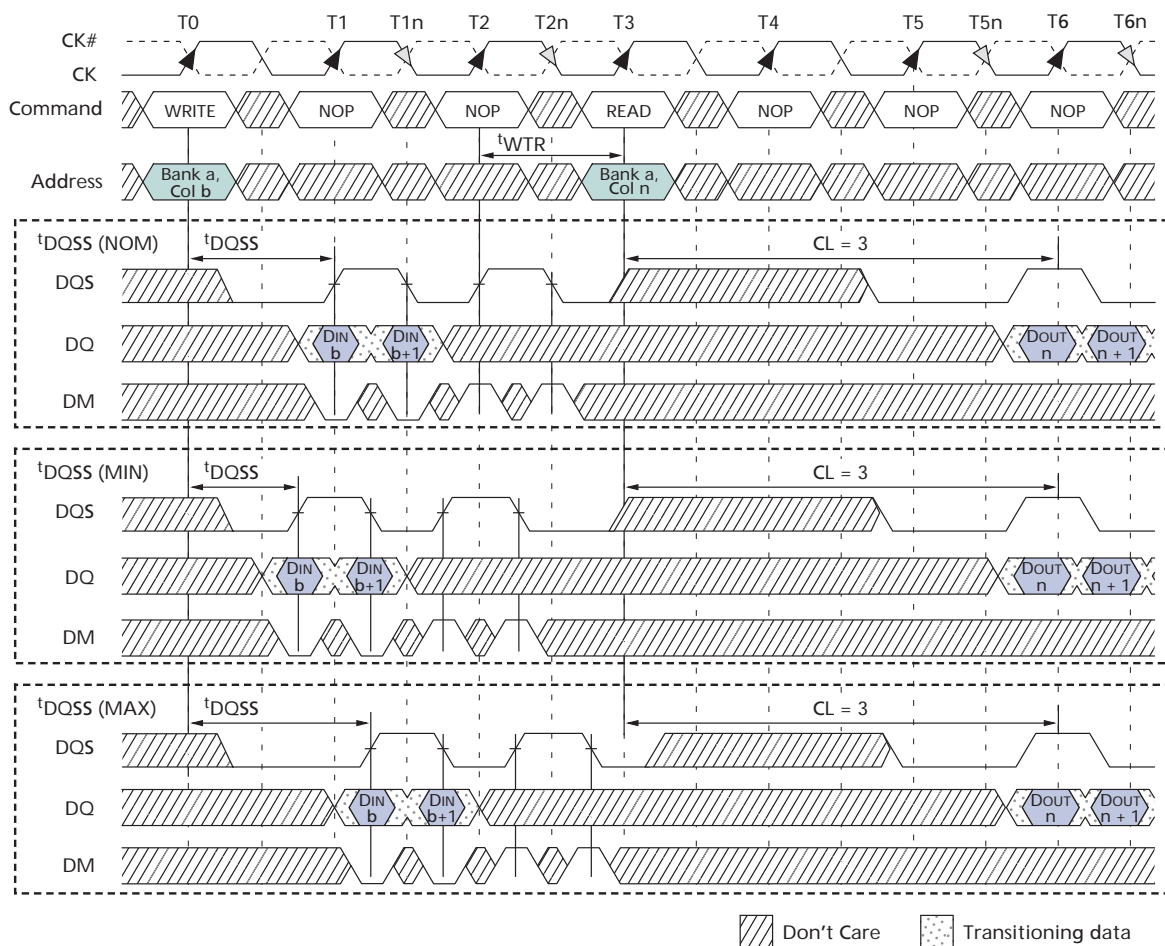 T0 T1 T1n T2 T2n T3 T4 T5 T5n T6 T6n
CK#
CK
Command WRITE NOP NOP READ NOP NOP NOP
tWTR
Address Bank a, Col b Bank a, Col n
tDQSS (NOM) tDQSS CL = 3
DQS
DQ DIN b DIN b+1 DOUT n DOUT n + 1
DM
tDQSS (MIN) tDQSS CL = 3
DQS
DQ DIN b DIN b+1 DOUT n DOUT n + 1
DM
tDQSS (MAX) tDQSS CL = 3
DQS
DQ DIN b DIN b+1 DOUT n DOUT n + 1
DM
Don't Care Transitioning data